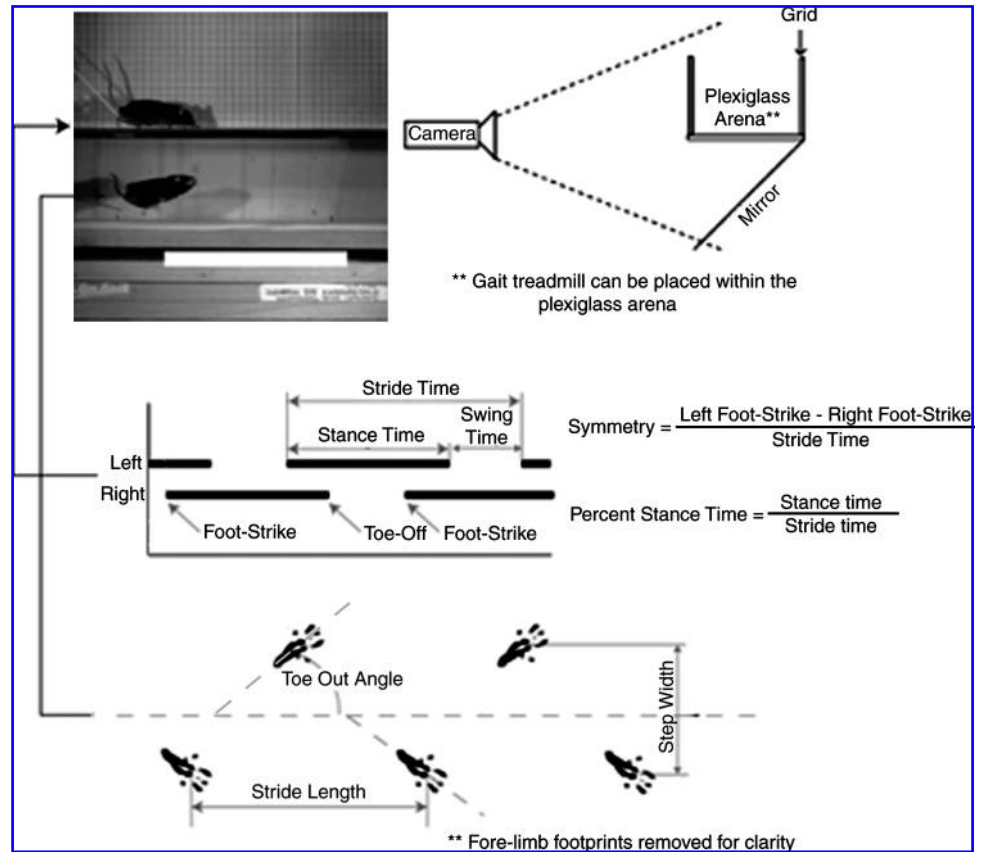 Grid
Plexiglass
Arena**
Camera
Mirror
** Gait treadmill can be placed within the
plexiglass arena
Stride Time
Swing
Time
Stance Time
Left
Right
Foot-Strike
Toe-Off
Foot-Strike
Symmetry = Left Foot-Strike - Right Foot-Strike
Stride Time
Percent Stance Time = Stance time
Stride time
Toe Out Angle
Step Width
Stride Length
** Fore-limb footprints removed for clarity